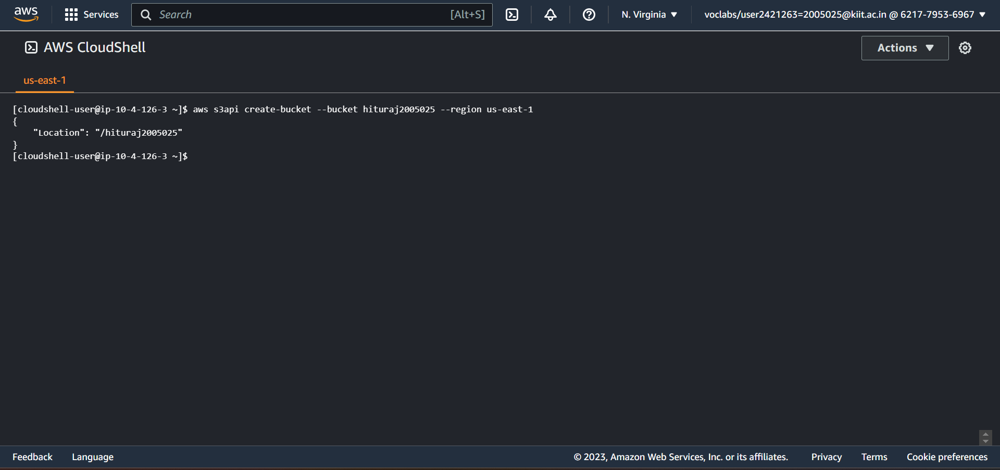 aws Services Search [Alt+S] N. Virginia voclabs/user2421263=2005025@kiit.ac.in @ 6217-7953-6967
AWS CloudShell Actions
us-east-1
[cloudshell-user@ip-10-4-126-3 ~]$ aws s3api create-bucket --bucket hituraj2005025 --region us-east-1
{
    "Location": "/hituraj2005025"
}
[cloudshell-user@ip-10-4-126-3 ~]$
Feedback Language © 2023, Amazon Web Services, Inc. or its affiliates. Privacy Terms Cookie preferences